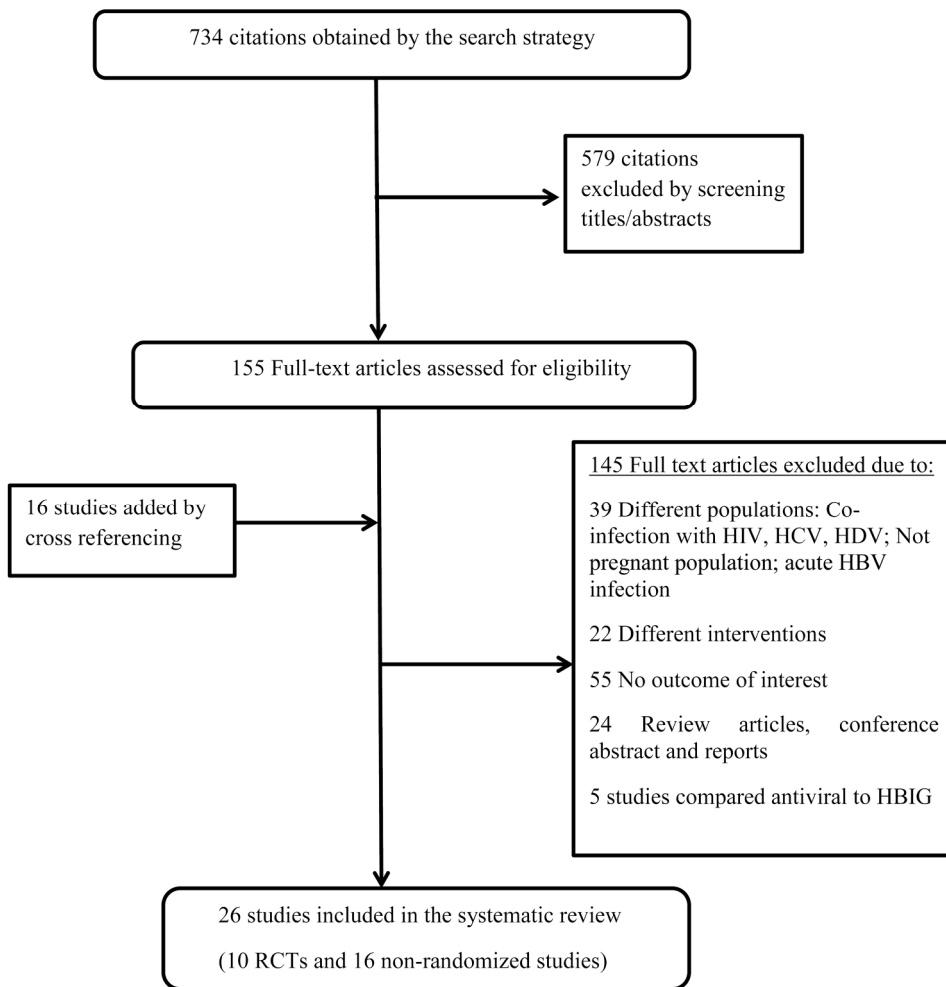 734 citations obtained by the search strategy
579 citations
excluded by screening
titles/abstracts
155 Full-text articles assessed for eligibility
16 studies added by
cross referencing
145 Full text articles excluded due to:
39 Different populations: Co-
infection with HIV, HCV, HDV; Not
pregnant population; acute HBV
infection
22 Different interventions
55 No outcome of interest
24 Review articles, conference
abstract and reports
5 studies compared antiviral to HBIG
26 studies included in the systematic review
(10 RCTs and 16 non-randomized studies)